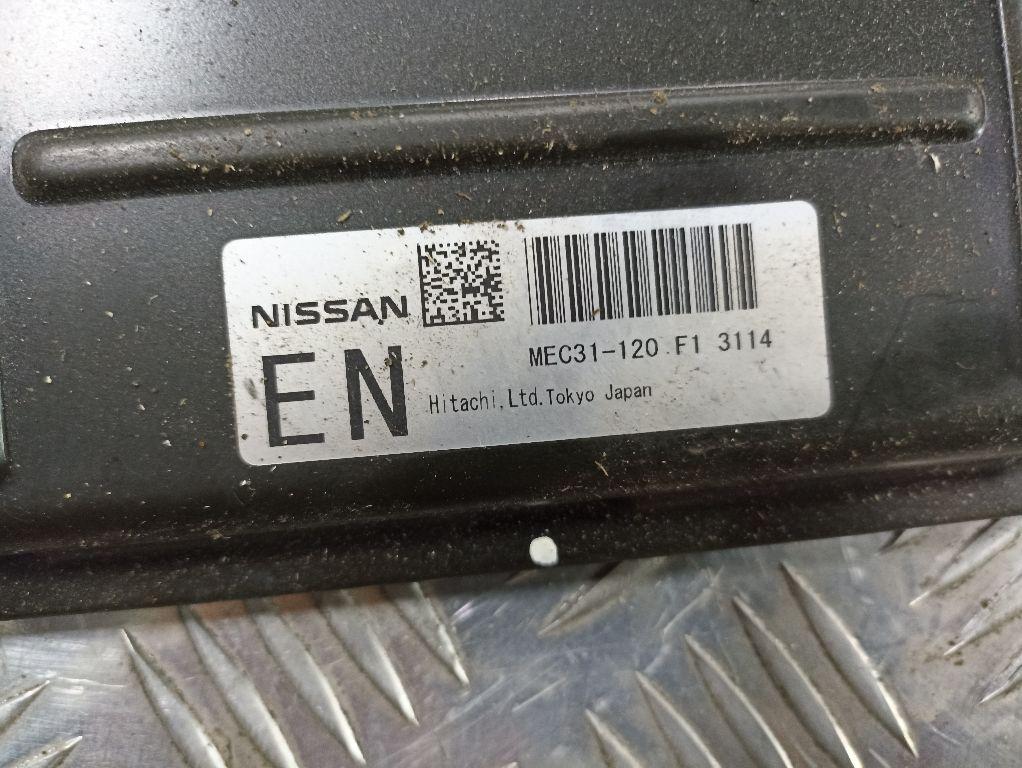 NISSAN
EN
MEC31-120 F1 3114
Hitachi,Ltd.Tokyo Japan